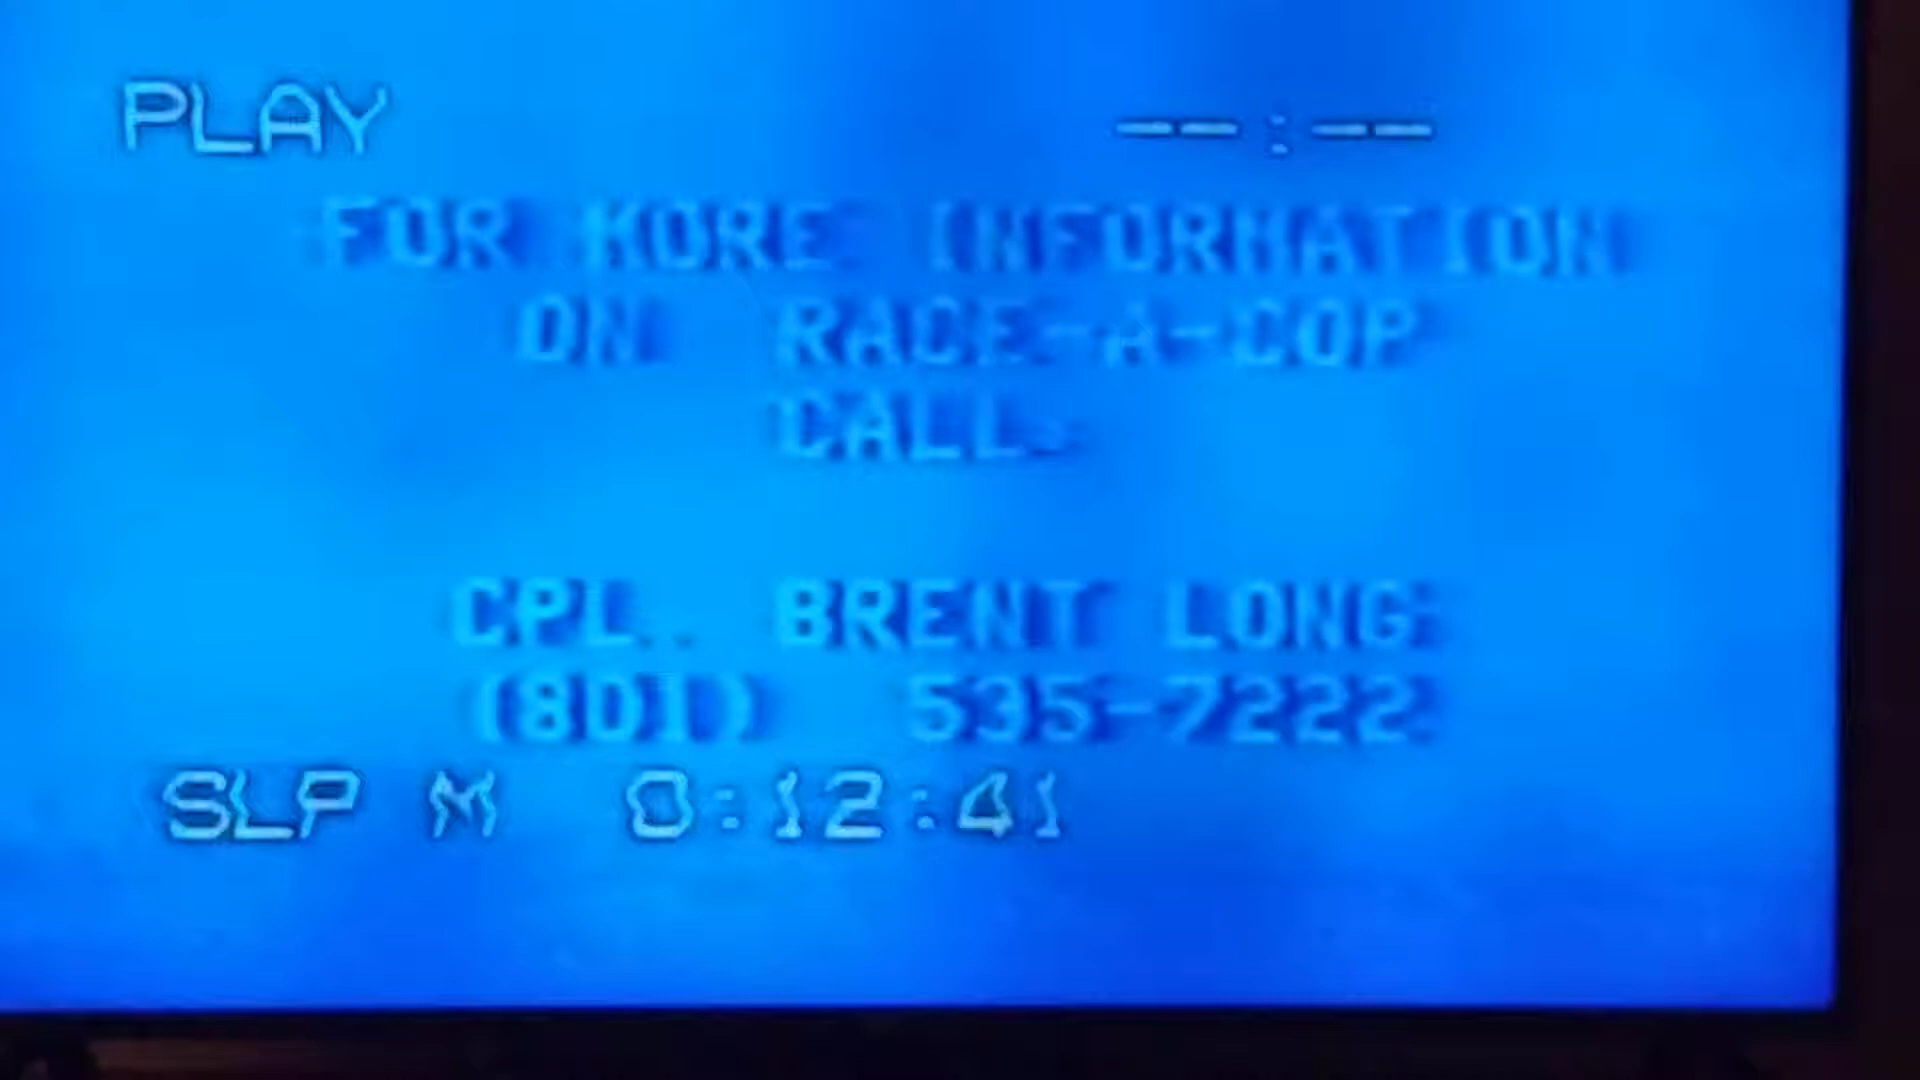 PLAY --:--
FOR MORE INFORMATION
ON RACE-A-COP
CALL:
CPL. BRENT LONG
(801) 535-7222
SLP M 0:12:41